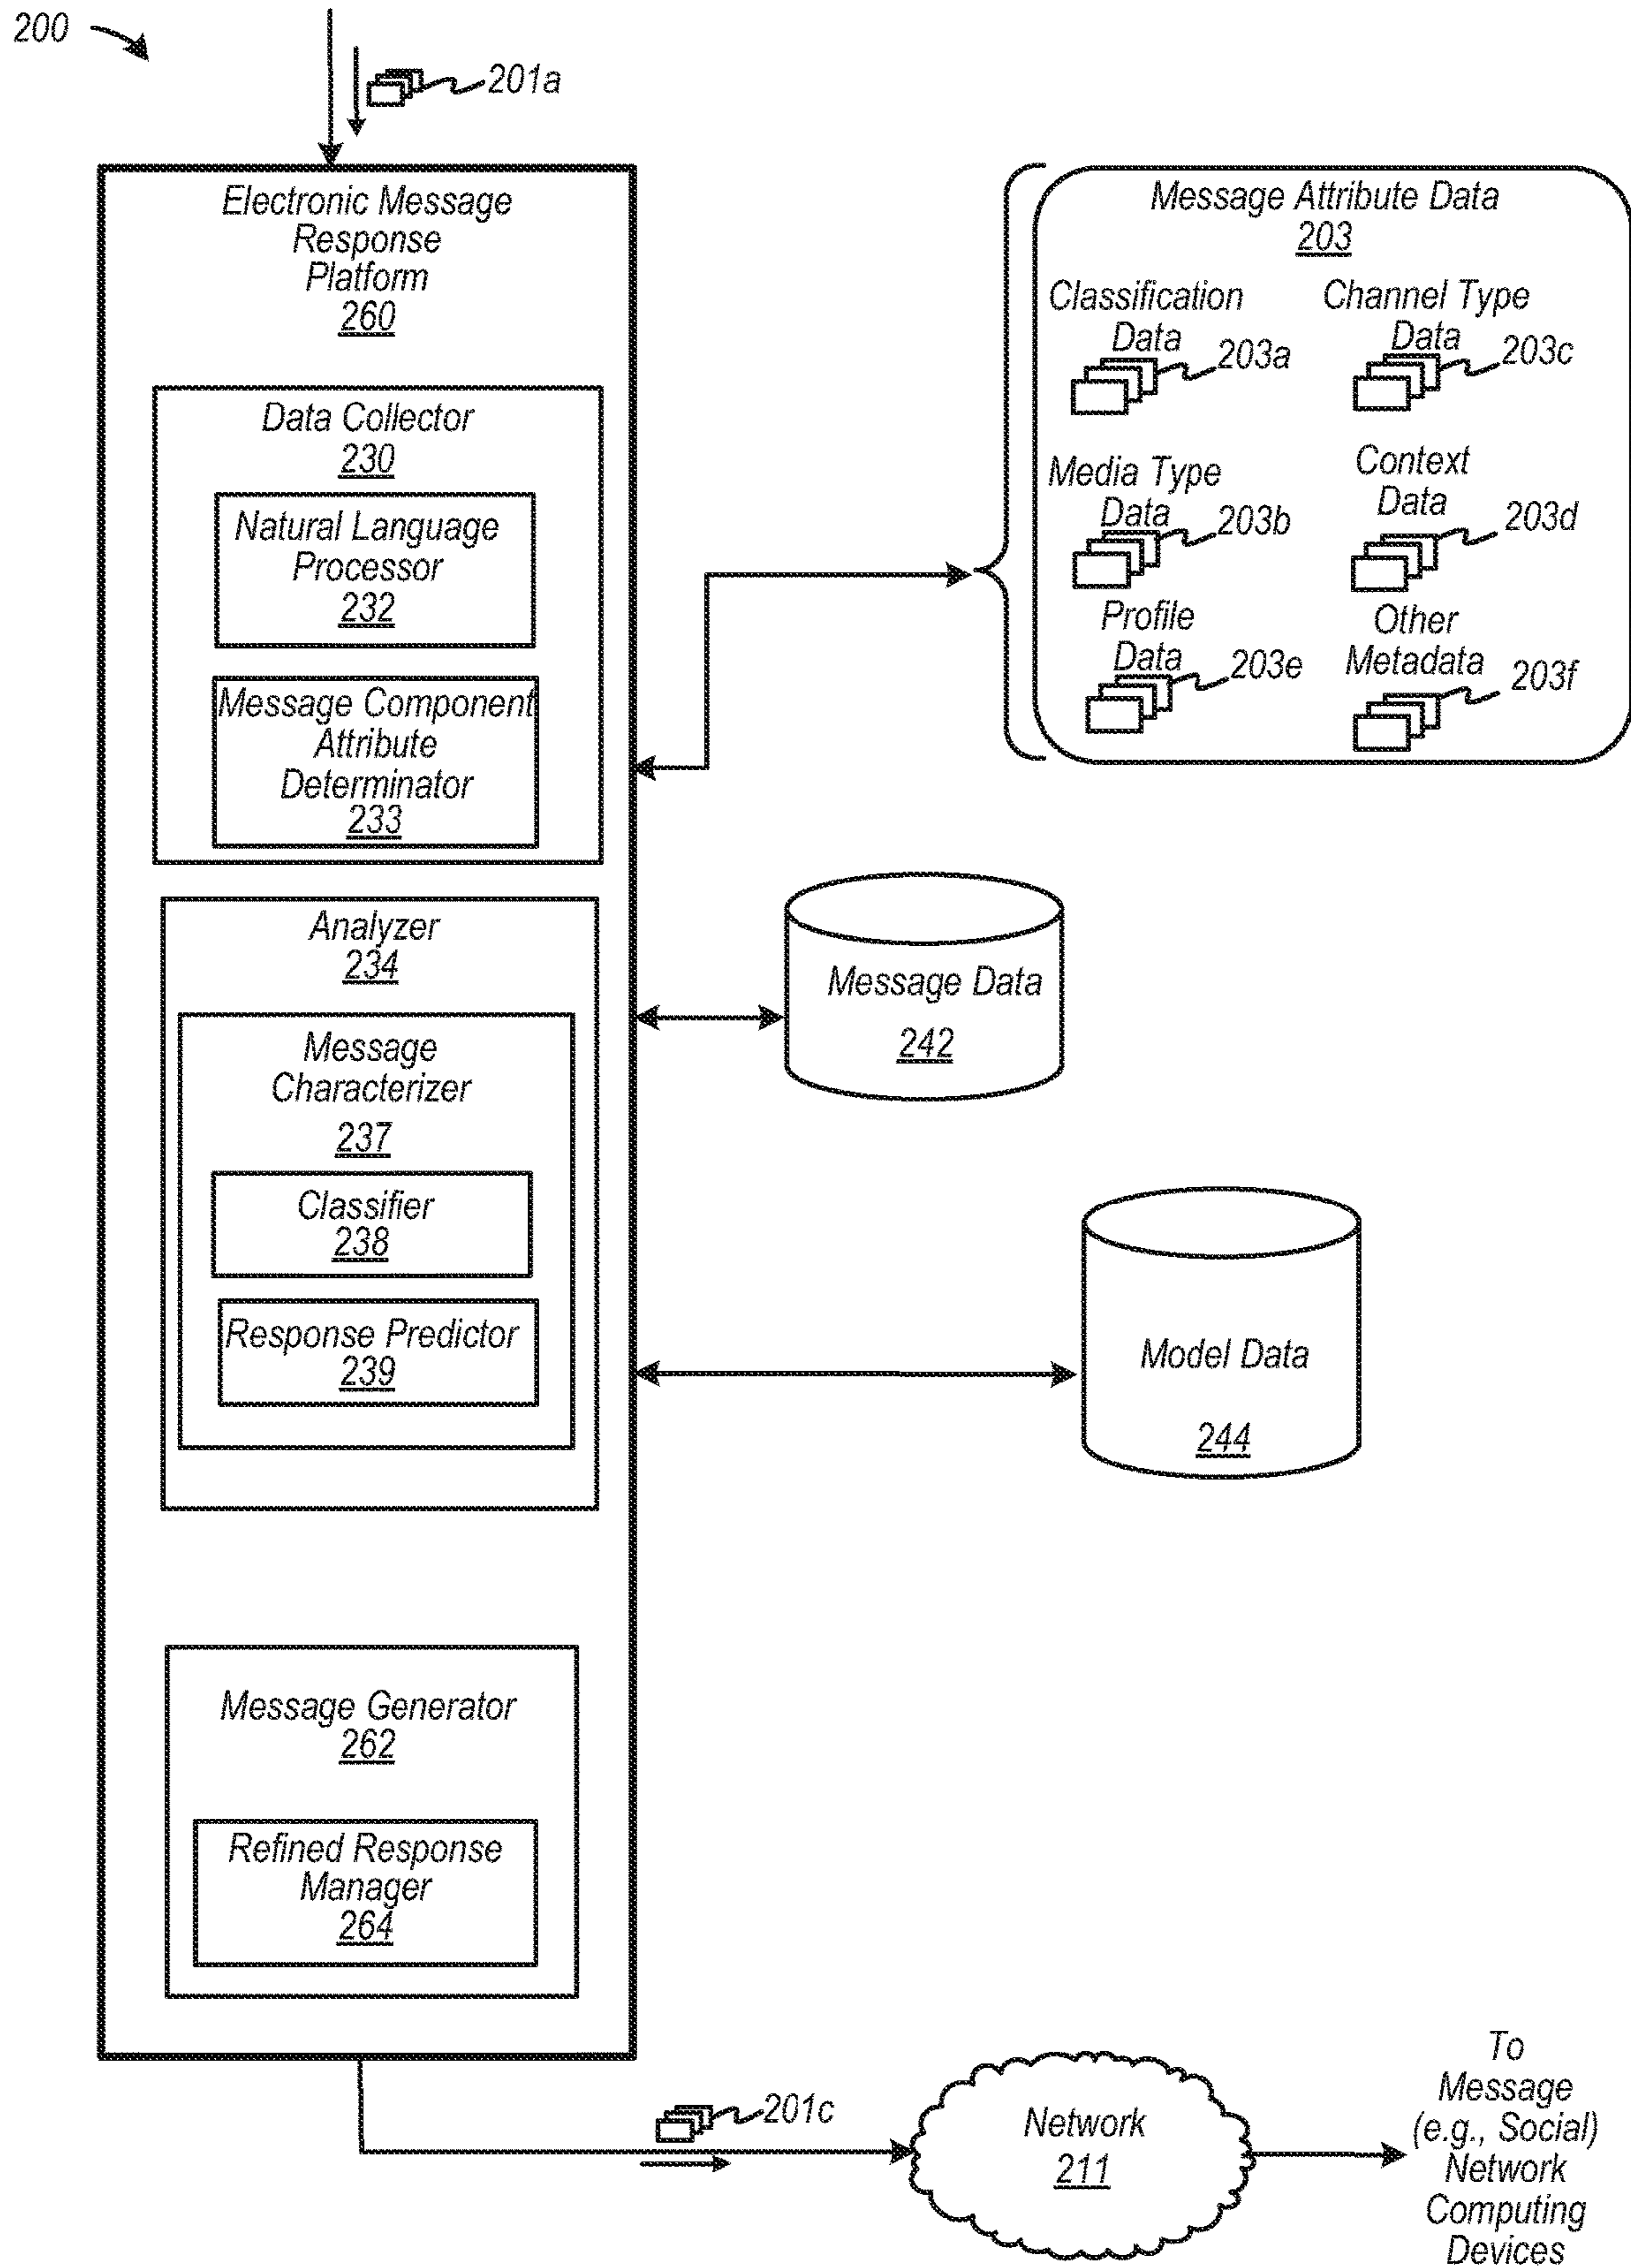 200
201a
Electronic Message
Response
Platform
260
Data Collector
230
Natural Language
Processor
232
Message Component
Attribute
Determinator
233
Analyzer
234
Message
Characterizer
237
Classifier
238
Response Predictor
239
Message Generator
262
Refined Response
Manager
264
Message Attribute Data
203
Classification
Data
203a
Channel Type
Data
203c
Media Type
Data
203b
Context
Data
203d
Profile
Data
203e
Other
Metadata
203f
Message Data
242
Model Data
244
201c
Network
211
To
Message
(e.g., Social)
Network
Computing
Devices